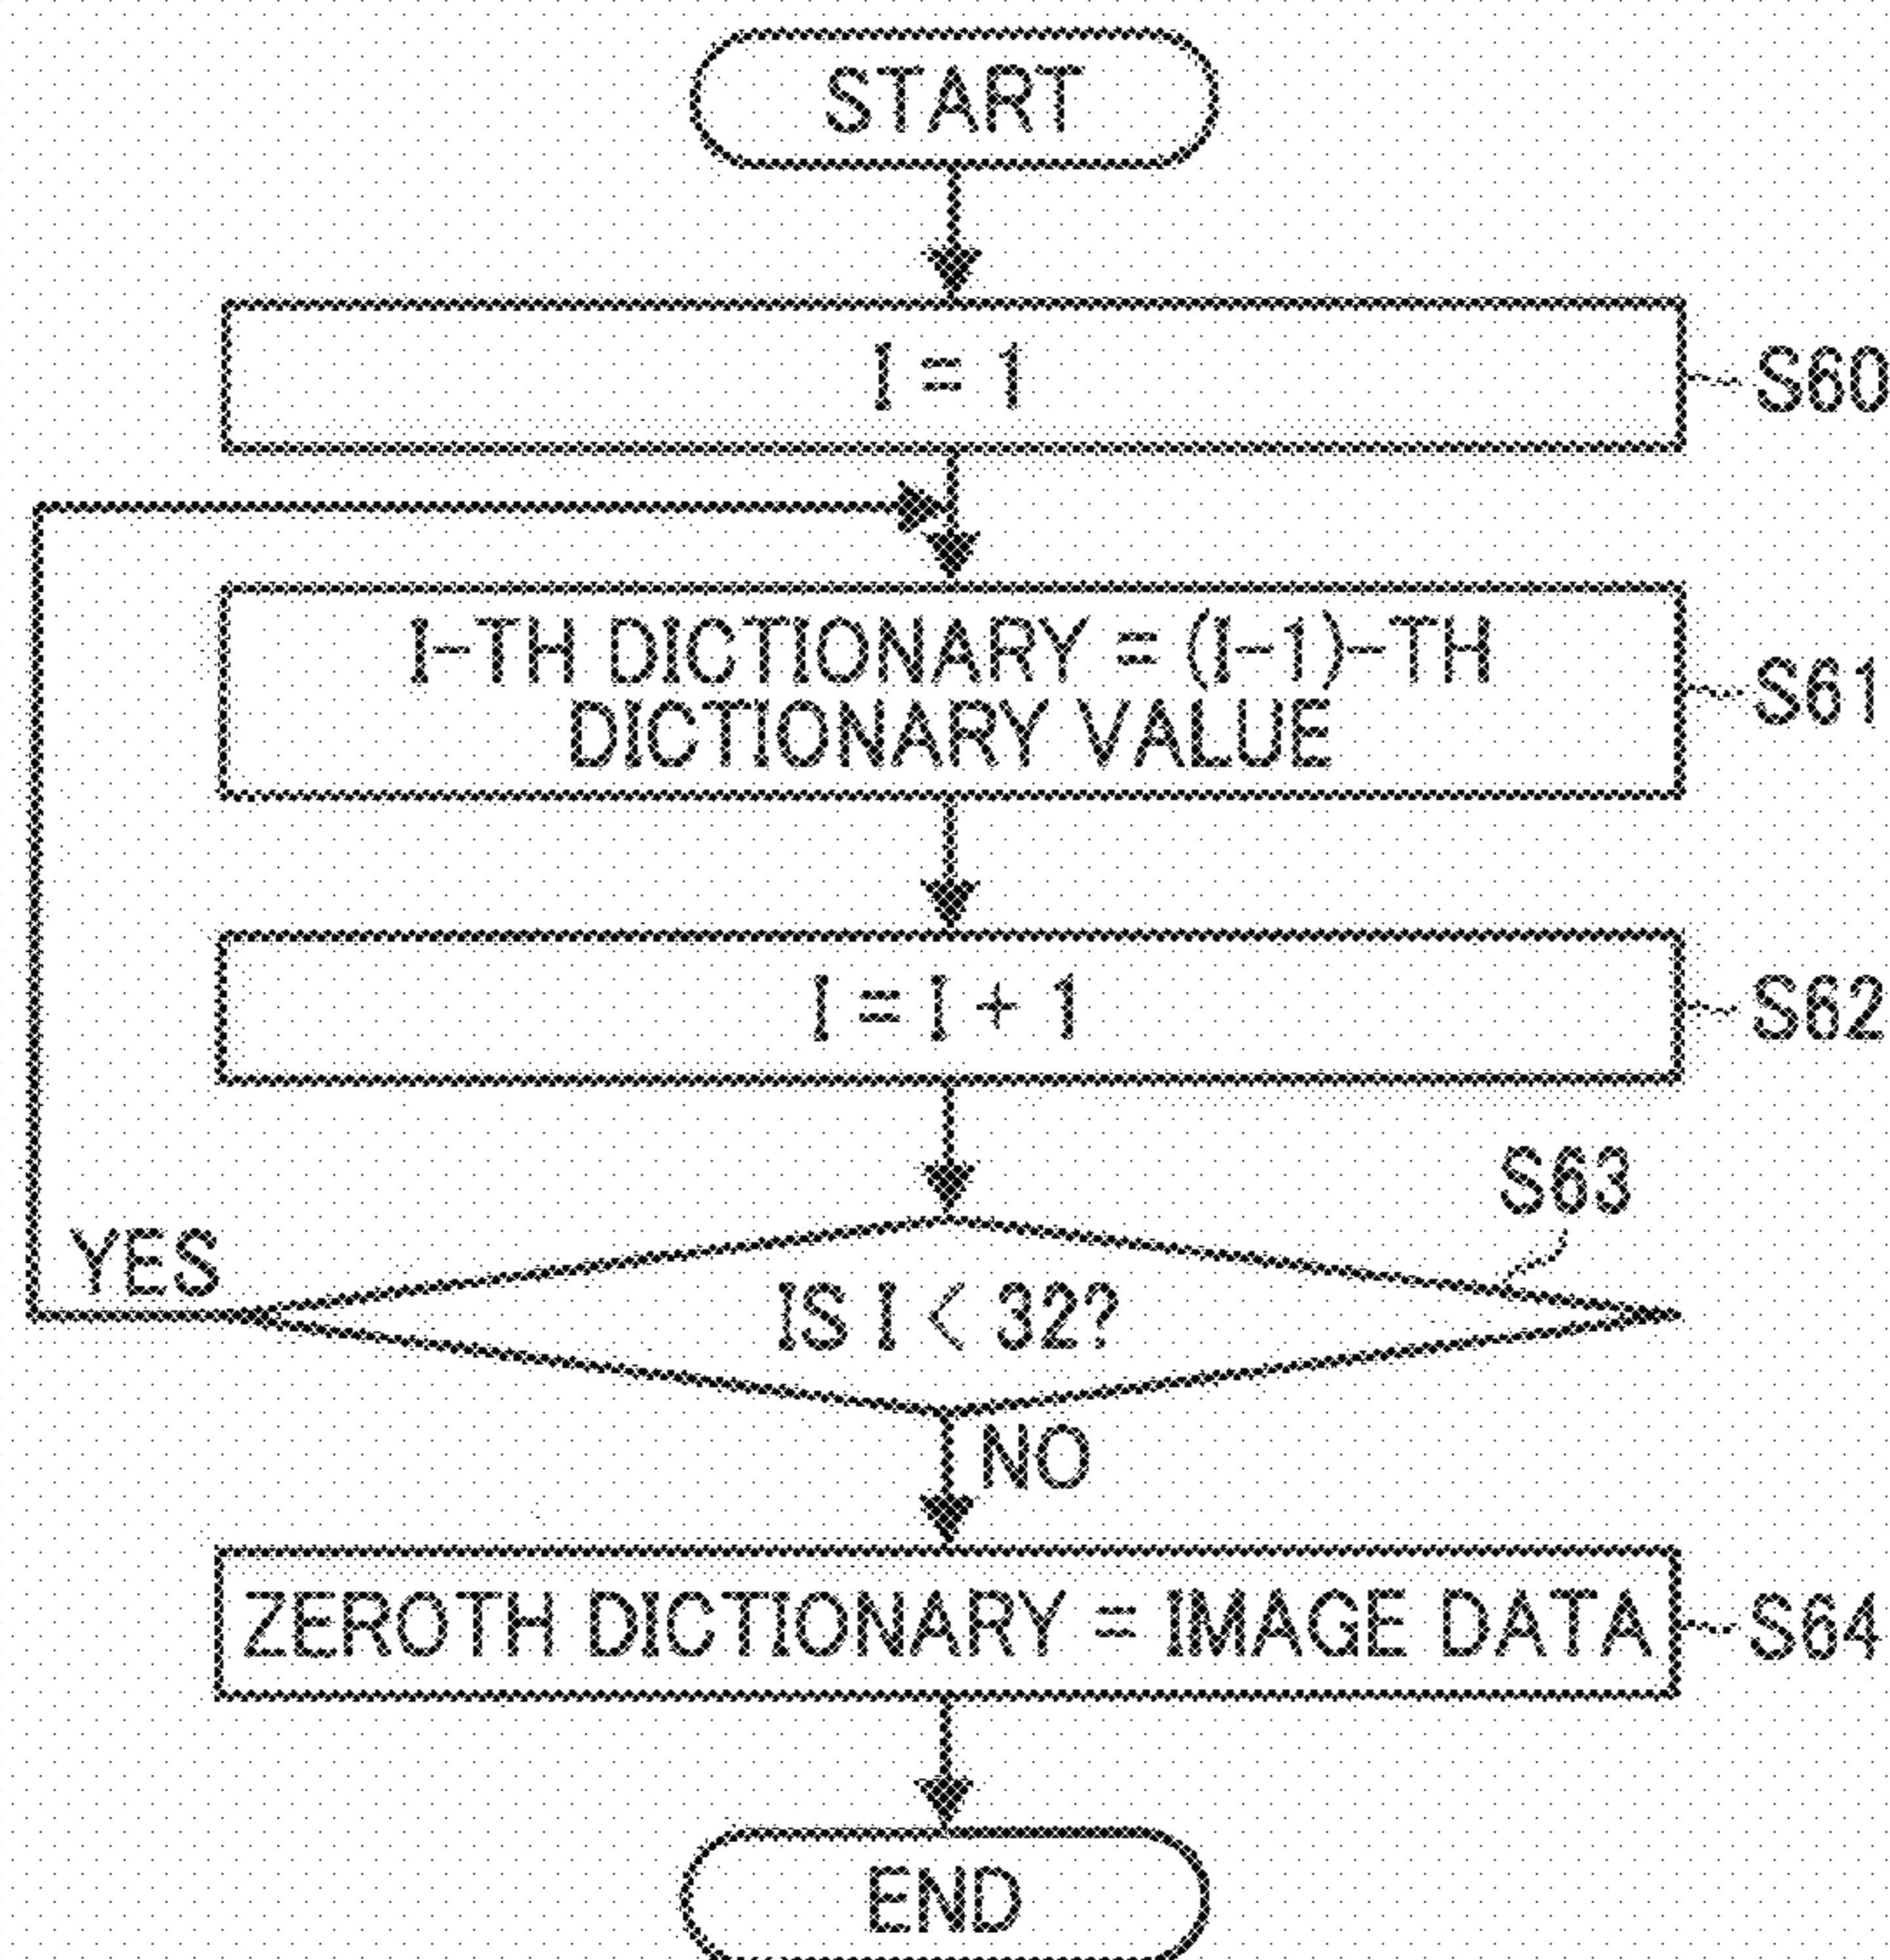 START
I = 1
S60
I-TH DICTIONARY = (I-1)-TH
DICTIONARY VALUE
S61
I = I + 1
S62
S63
YES
IS I < 32?
NO
ZEROTH DICTIONARY = IMAGE DATA
S64
END